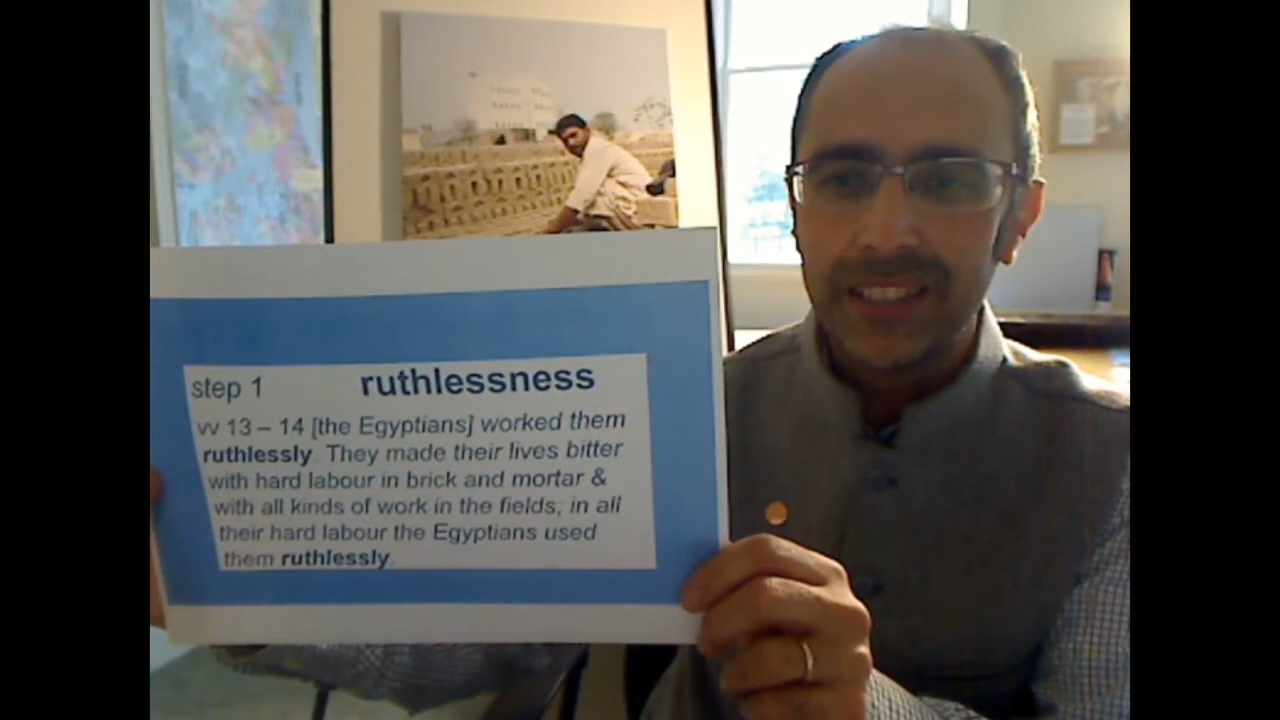 step 1 ruthlessness
vv 13 – 14 [the Egyptians] worked them
ruthlessly. They made their lives bitter
with hard labour in brick and mortar &
with all kinds of work in the fields; in all
their hard labour the Egyptians used
them ruthlessly.